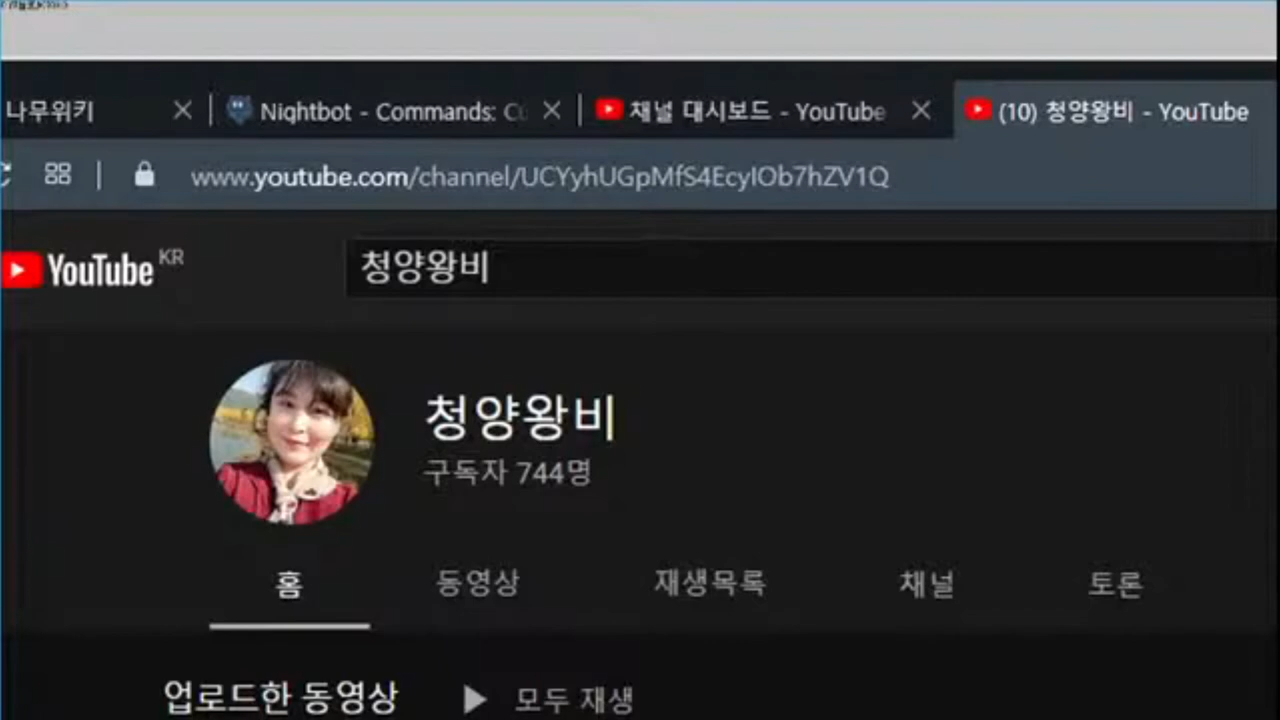 나무위키
Nightbot - Commands: Cu
채널 대시보드 - YouTube
(10) 청양왕비 - YouTube
www.youtube.com/channel/UCYyhUGpMfS4EcyIOb7hZV1Q
YouTube KR
청양왕비
청양왕비
구독자 744명
홈 동영상 재생목록 채널 토론
업로드한 동영상 ▶ 모두 재생